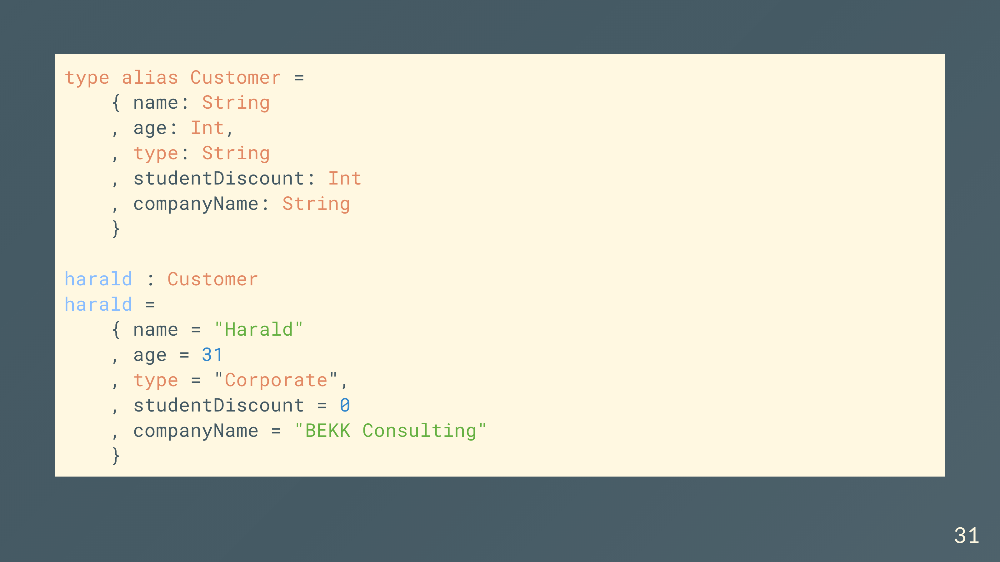 type alias Customer =
    { name: String
    , age: Int,
    , type: String
    , studentDiscount: Int
    , companyName: String
    }

harald : Customer
harald =
    { name = "Harald"
    , age = 31
    , type = "Corporate",
    , studentDiscount = 0
    , companyName = "BEKK Consulting"
    }
31